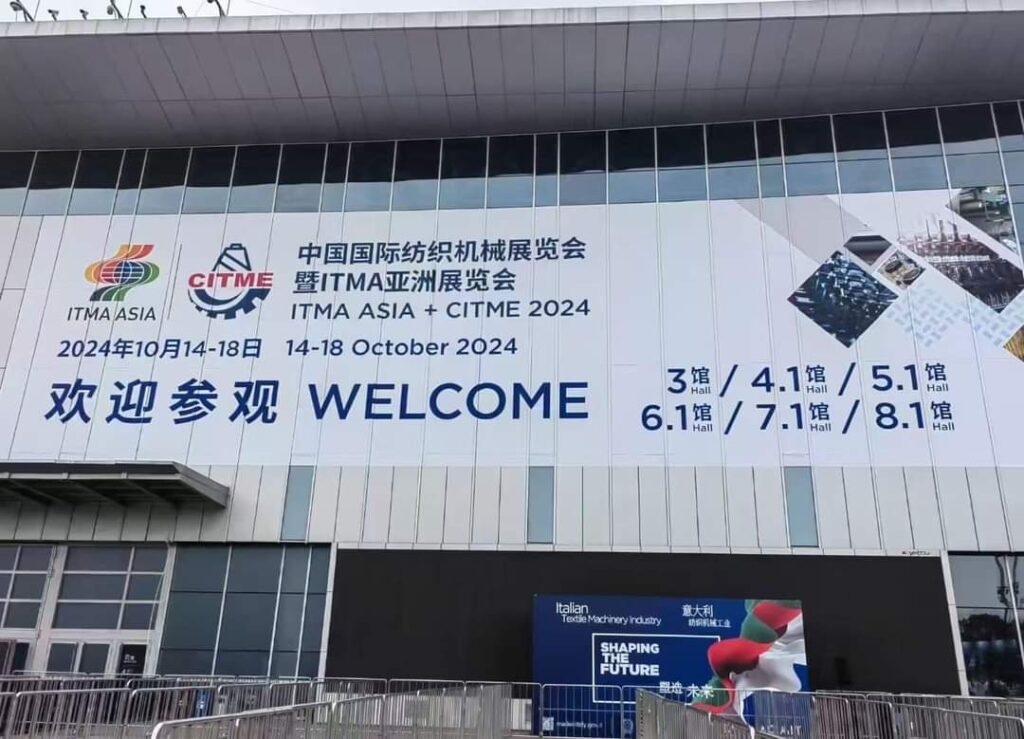 中国国际纺织机械展览会
暨ITMA亚洲展览会
ITMA ASIA + CITME 2024
ITMA ASIA
CITME
2024年10月14-18日 14-18 October 2024
欢迎参观 WELCOME
3馆 Hall / 4.1馆 Hall / 5.1馆 Hall
6.1馆 Hall / 7.1馆 Hall / 8.1馆 Hall
Italian
Textile Machinery Industry
意大利
纺织机械工业
SHAPING
THE
FUTURE
塑造 未来